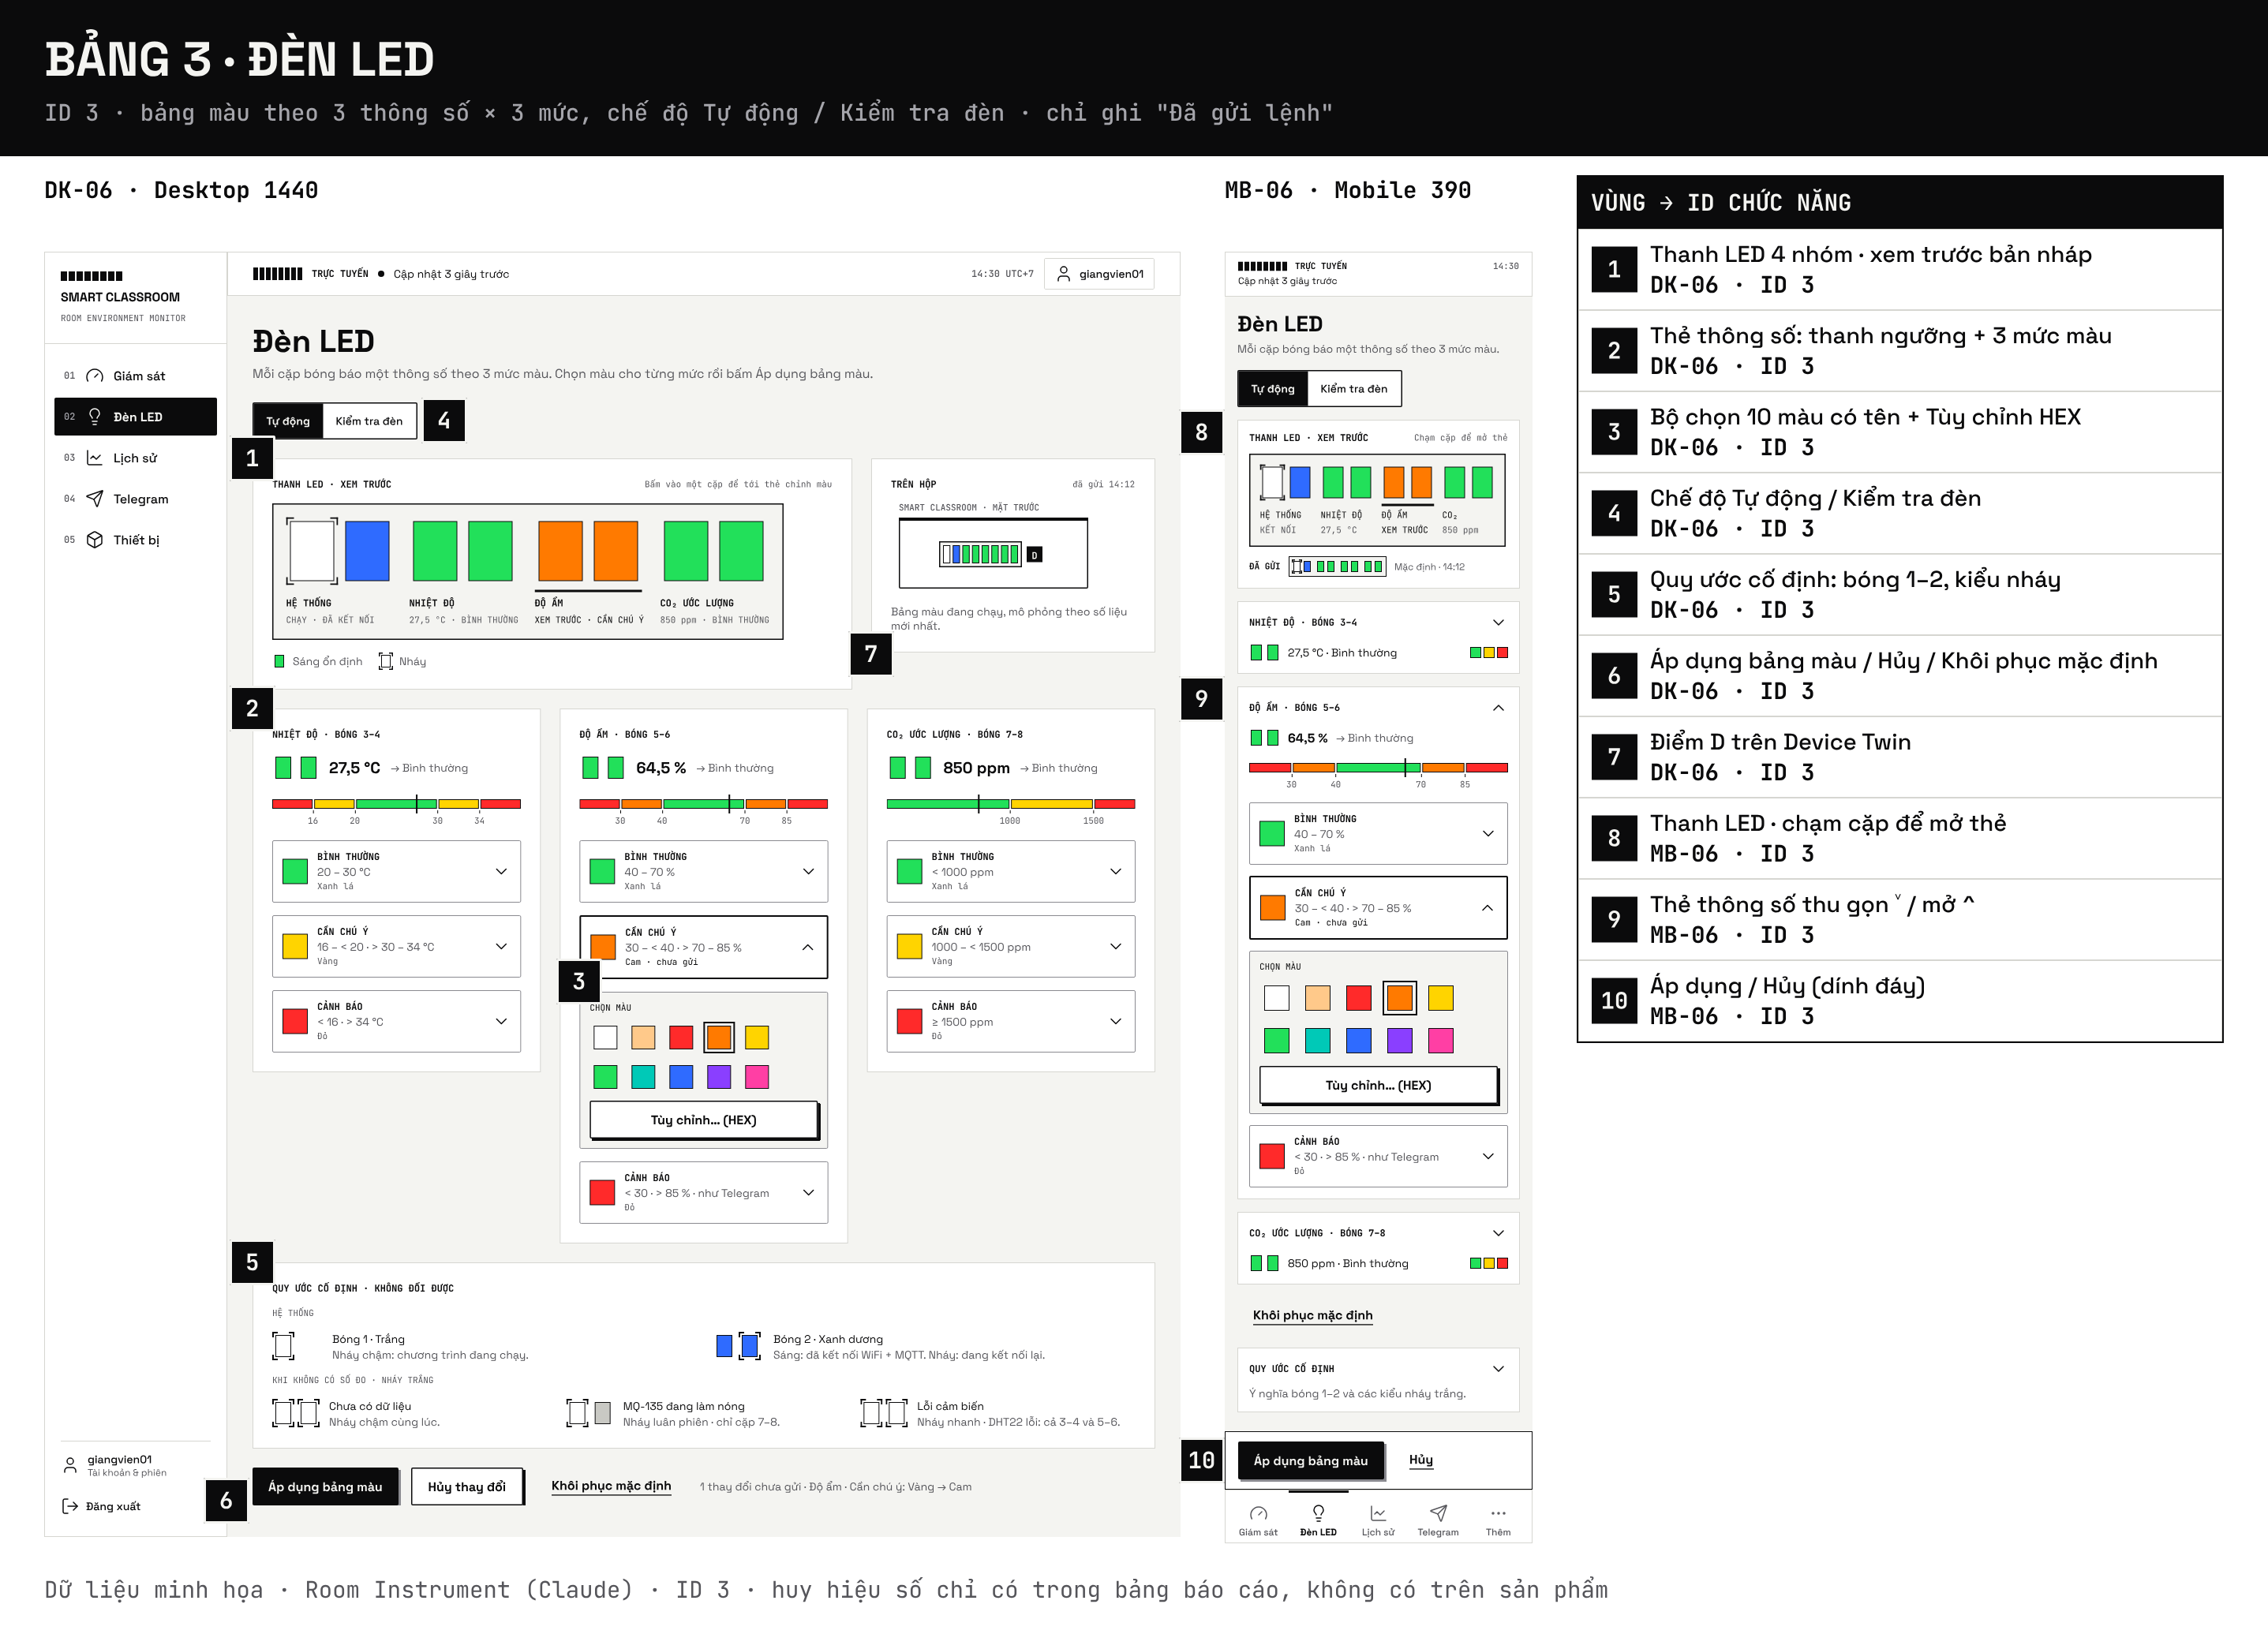 BẢNG 3 · ĐÈN LED
ID 3 · bảng màu theo 3 thông số × 3 mức, chế độ Tự động / Kiểm tra đèn · chỉ ghi "Đã gửi lệnh"
DK-06 · Desktop 1440
SMART CLASSROOM
ROOM ENVIRONMENT MONITOR
01 Giám sát
02 Đèn LED
03 Lịch sử
04 Telegram
05 Thiết bị
giangvien01
Tài khoản & phiên
Đăng xuất
TRỰC TUYẾN ● Cập nhật 3 giây trước
14:30 UTC+7 giangvien01
Đèn LED
Mỗi cặp bóng báo một thông số theo 3 mức màu. Chọn màu cho từng mức rồi bấm Áp dụng bảng màu.
Tự động Kiểm tra đèn 4
1
THANH LED · XEM TRƯỚC Bấm vào một cặp để tới thẻ chỉnh màu
HỆ THỐNG NHIỆT ĐỘ ĐỘ ẨM CO₂ ƯỚC LƯỢNG
CHẠY · ĐÃ KẾT NỐI 27,5 °C · BÌNH THƯỜNG XEM TRƯỚC · CẦN CHÚ Ý 850 ppm · BÌNH THƯỜNG
Sáng ổn định Nháy
TRÊN HỘP đã gửi 14:12
SMART CLASSROOM · MẶT TRƯỚC
D
Bảng màu đang chạy, mô phỏng theo số liệu
mới nhất.
7
2
NHIỆT ĐỘ · BÓNG 3–4
27,5 °C → Bình thường
16 20 30 34
BÌNH THƯỜNG
20 – 30 °C
Xanh lá
CẦN CHÚ Ý
16 – < 20 · > 30 – 34 °C
Vàng
CẢNH BÁO
< 16 · > 34 °C
Đỏ
ĐỘ ẨM · BÓNG 5–6
64,5 % → Bình thường
30 40 70 85
BÌNH THƯỜNG
40 – 70 %
Xanh lá
CẦN CHÚ Ý
30 – < 40 · > 70 – 85 %
Cam · chưa gửi
3
CHỌN MÀU
Tùy chỉnh... (HEX)
CẢNH BÁO
< 30 · > 85 % · như Telegram
Đỏ
CO₂ ƯỚC LƯỢNG · BÓNG 7–8
850 ppm → Bình thường
1000 1500
BÌNH THƯỜNG
< 1000 ppm
Xanh lá
CẦN CHÚ Ý
1000 – < 1500 ppm
Vàng
CẢNH BÁO
≥ 1500 ppm
Đỏ
5
QUY ƯỚC CỐ ĐỊNH · KHÔNG ĐỔI ĐƯỢC
HỆ THỐNG
Bóng 1 · Trắng
Nháy chậm: chương trình đang chạy.
Bóng 2 · Xanh dương
Sáng: đã kết nối WiFi + MQTT. Nháy: đang kết nối lại.
KHI KHÔNG CÓ SỐ ĐO · NHÁY TRẮNG
Chưa có dữ liệu
Nháy chậm cùng lúc.
MQ-135 đang làm nóng
Nháy luân phiên · chỉ cặp 7–8.
Lỗi cảm biến
Nháy nhanh · DHT22 lỗi: cả 3–4 và 5–6.
6
Áp dụng bảng màu Hủy thay đổi Khôi phục mặc định 1 thay đổi chưa gửi · Độ ẩm · Cần chú ý: Vàng → Cam
MB-06 · Mobile 390
TRỰC TUYẾN 14:30
Cập nhật 3 giây trước
Đèn LED
Mỗi cặp bóng báo một thông số theo 3 mức màu.
Tự động Kiểm tra đèn
8
THANH LED · XEM TRƯỚC Chạm cặp để mở thẻ
HỆ THỐNG NHIỆT ĐỘ ĐỘ ẨM CO₂
KẾT NỐI 27,5 °C XEM TRƯỚC 850 ppm
ĐÃ GỬI Mặc định · 14:12
NHIỆT ĐỘ · BÓNG 3–4
27,5 °C · Bình thường
9
ĐỘ ẨM · BÓNG 5–6
64,5 % → Bình thường
30 40 70 85
BÌNH THƯỜNG
40 – 70 %
Xanh lá
CẦN CHÚ Ý
30 – < 40 · > 70 – 85 %
Cam · chưa gửi
CHỌN MÀU
Tùy chỉnh... (HEX)
CẢNH BÁO
< 30 · > 85 % · như Telegram
Đỏ
CO₂ ƯỚC LƯỢNG · BÓNG 7–8
850 ppm · Bình thường
Khôi phục mặc định
QUY ƯỚC CỐ ĐỊNH
Ý nghĩa bóng 1–2 và các kiểu nháy trắng.
10
Áp dụng bảng màu Hủy
Giám sát Đèn LED Lịch sử Telegram Thêm
VÙNG → ID CHỨC NĂNG
1 Thanh LED 4 nhóm · xem trước bản nháp
DK-06 · ID 3
2 Thẻ thông số: thanh ngưỡng + 3 mức màu
DK-06 · ID 3
3 Bộ chọn 10 màu có tên + Tùy chỉnh HEX
DK-06 · ID 3
4 Chế độ Tự động / Kiểm tra đèn
DK-06 · ID 3
5 Quy ước cố định: bóng 1–2, kiểu nháy
DK-06 · ID 3
6 Áp dụng bảng màu / Hủy / Khôi phục mặc định
DK-06 · ID 3
7 Điểm D trên Device Twin
DK-06 · ID 3
8 Thanh LED · chạm cặp để mở thẻ
MB-06 · ID 3
9 Thẻ thông số thu gọn ˅ / mở ^
MB-06 · ID 3
10 Áp dụng / Hủy (dính đáy)
MB-06 · ID 3
Dữ liệu minh họa · Room Instrument (Claude) · ID 3 · huy hiệu số chỉ có trong bảng báo cáo, không có trên sản phẩm